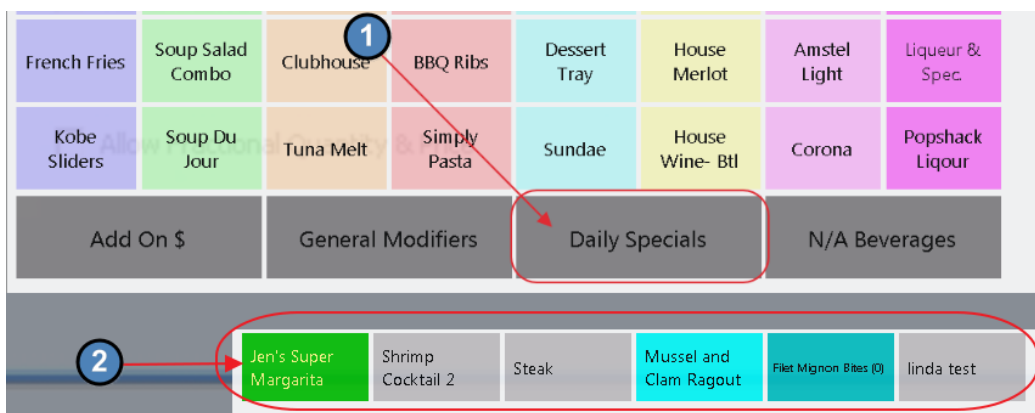 1
French Fries
Soup Salad
Combo
Clubhouse
BBQ Ribs
Dessert
Tray
House
Merlot
Amstel
Light
Liqueur &
Spec.
Kobe
Sliders
Soup Du
Jour
Tuna Melt
Simply
Pasta
Sundae
House
Wine- Btl
Corona
Popshack
Liqour
Allow Fractional Quantity &
Add On $
General Modifiers
Daily Specials
N/A Beverages
2
Jen's Super
Margarita
Shrimp
Cocktail 2
Steak
Mussel and
Clam Ragout
Filet Mignon Bites (0)
linda test